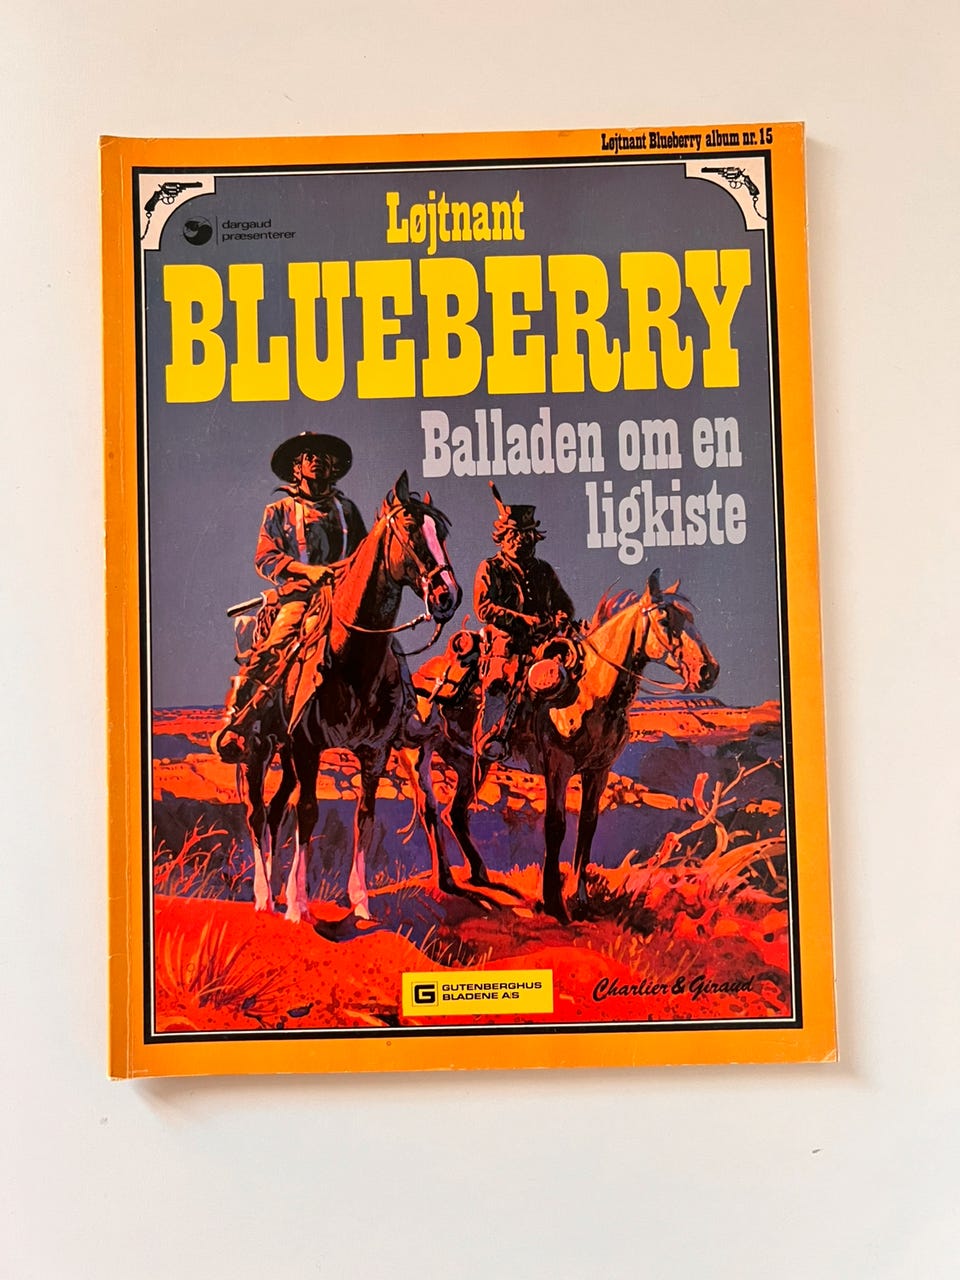 Løjtnant Blueberry album nr. 15
dargaud
præsenterer
Løjtnant
BLUEBERRY
Balladen om en
ligkiste
G
GUTENBERGHUS
BLADENE A/S
Charlier & Giraud